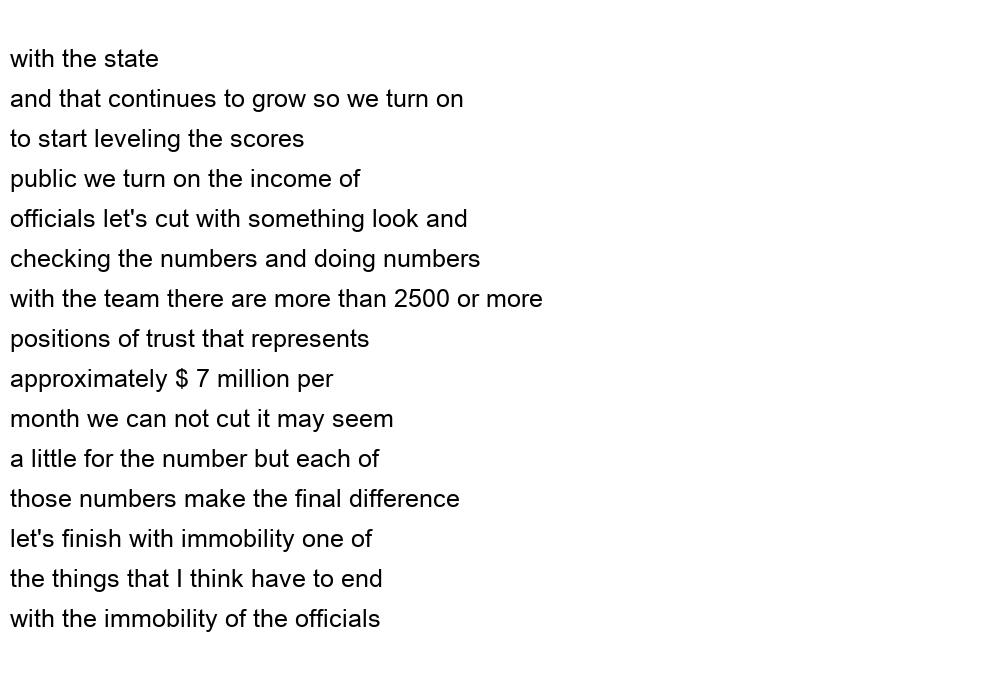 with the state
and that continues to grow so we turn on
to start leveling the scores
public we turn on the income of
officials let's cut with something look and
checking the numbers and doing numbers
with the team there are more than 2500 or more
positions of trust that represents
approximately $ 7 million per
month we can not cut it may seem
a little for the number but each of
those numbers make the final difference
let's finish with immobility one of
the things that I think have to end
with the immobility of the officials